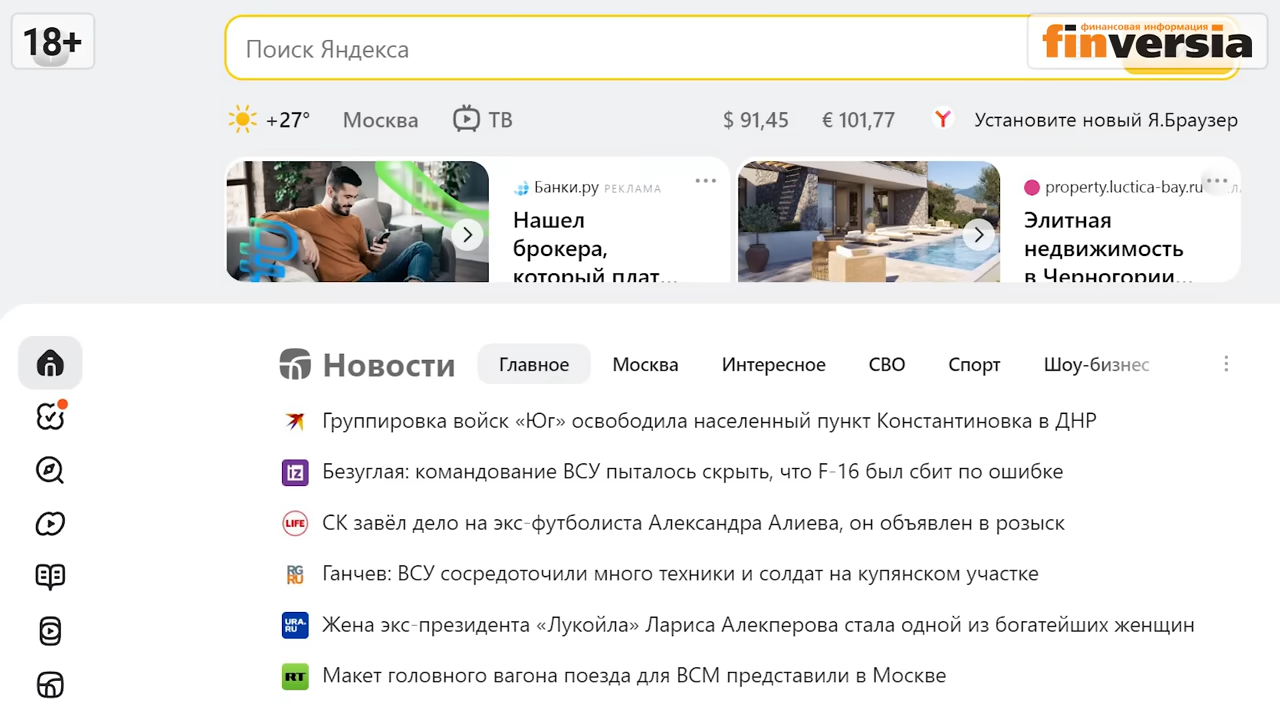 18+
Поиск Яндекса
финансовая информация
finversia
+27°
Москва
ТВ
$ 91,45
€ 101,77
Установите новый Я.Браузер
Банки.ру РЕКЛАМА
Нашел
брокера,
который плат...
property.luctica-bay.ru
Элитная
недвижимость
в Черногории...
Новости
Главное
Москва
Интересное
СВО
Спорт
Шоу-бизнес
Группировка войск «Юг» освободила населенный пункт Константиновка в ДНР
IZ
Безуглая: командование ВСУ пыталось скрыть, что F-16 был сбит по ошибке
LIFE
СК завёл дело на экс-футболиста Александра Алиева, он объявлен в розыск
RG
RU
Ганчев: ВСУ сосредоточили много техники и солдат на купянском участке
URA.
RU
Жена экс-президента «Лукойла» Лариса Алекперова стала одной из богатейших женщин
RT
Макет головного вагона поезда для ВСМ представили в Москве